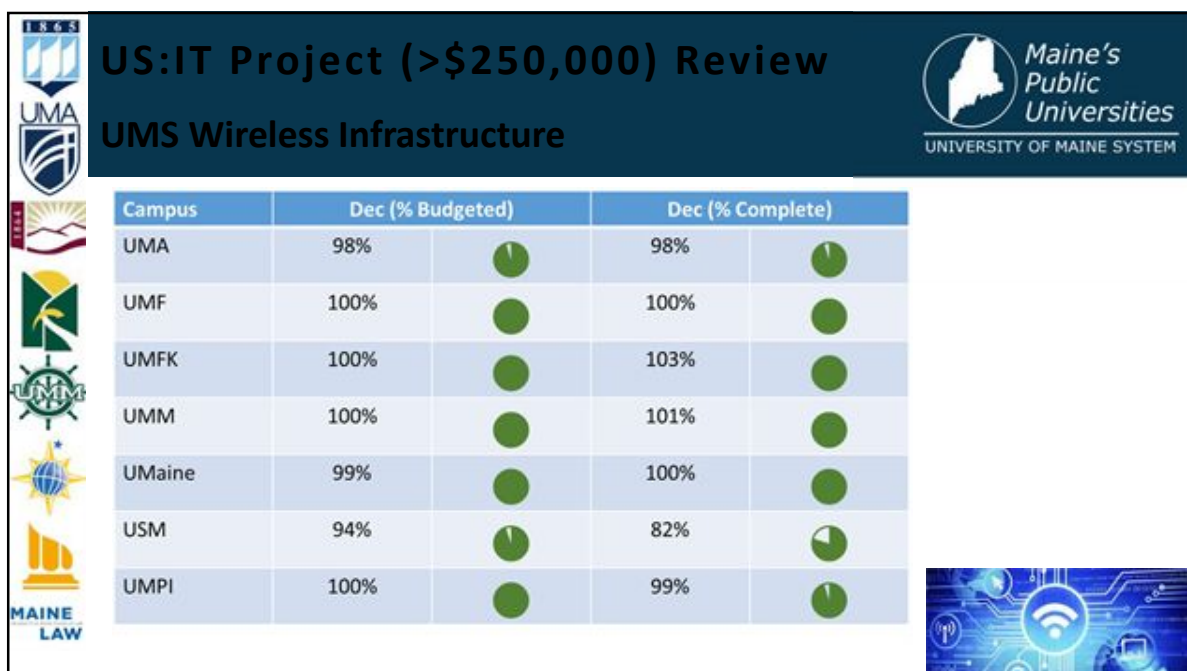 1865
UMA
1864
UMM
MAINE
LAW
US:IT Project (>$250,000) Review
UMS Wireless Infrastructure
Maine's
Public
Universities
UNIVERSITY OF MAINE SYSTEM
Campus Dec (% Budgeted) Dec (% Complete)
UMA 98% 98%
UMF 100% 100%
UMFK 100% 103%
UMM 100% 101%
UMaine 99% 100%
USM 94% 82%
UMPI 100% 99%